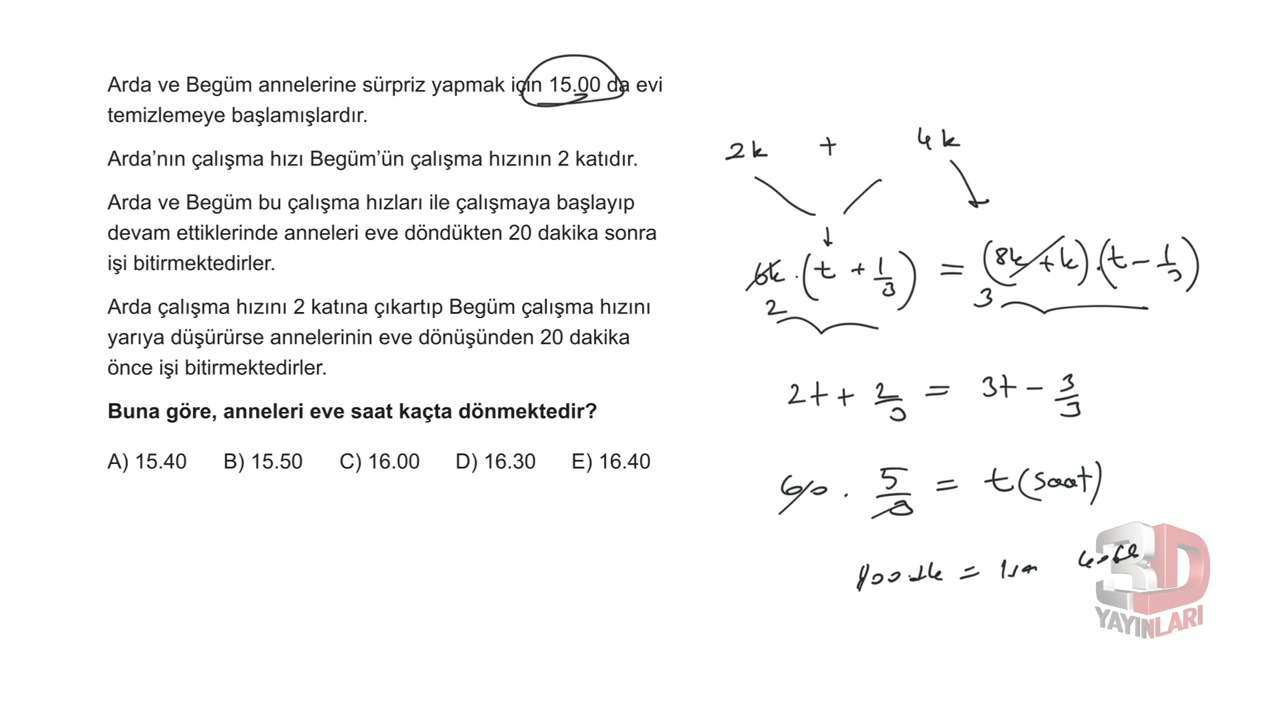 Arda ve Begüm annelerine sürpriz yapmak için 15.00 da evi
temizlemeye başlamışlardır.
Arda’nın çalışma hızı Begüm’ün çalışma hızının 2 katıdır.
Arda ve Begüm bu çalışma hızları ile çalışmaya başlayıp
devam ettiklerinde anneleri eve döndükten 20 dakika sonra
işi bitirmektedirler.
Arda çalışma hızını 2 katına çıkartıp Begüm çalışma hızını
yarıya düşürürse annelerinin eve dönüşünden 20 dakika
önce işi bitirmektedirler.
Buna göre, anneleri eve saat kaçta dönmektedir?
A) 15.40 B) 15.50 C) 16.00 D) 16.30 E) 16.40
2k + 4k
6k . (t + 1/3) = (8k + k) . (t - 1/3)
2 3
2t + 2/3 = 3t - 3/3
60 . 5/3 = t (saat)
100 dk = 1 sa
3D
YAYINLARI